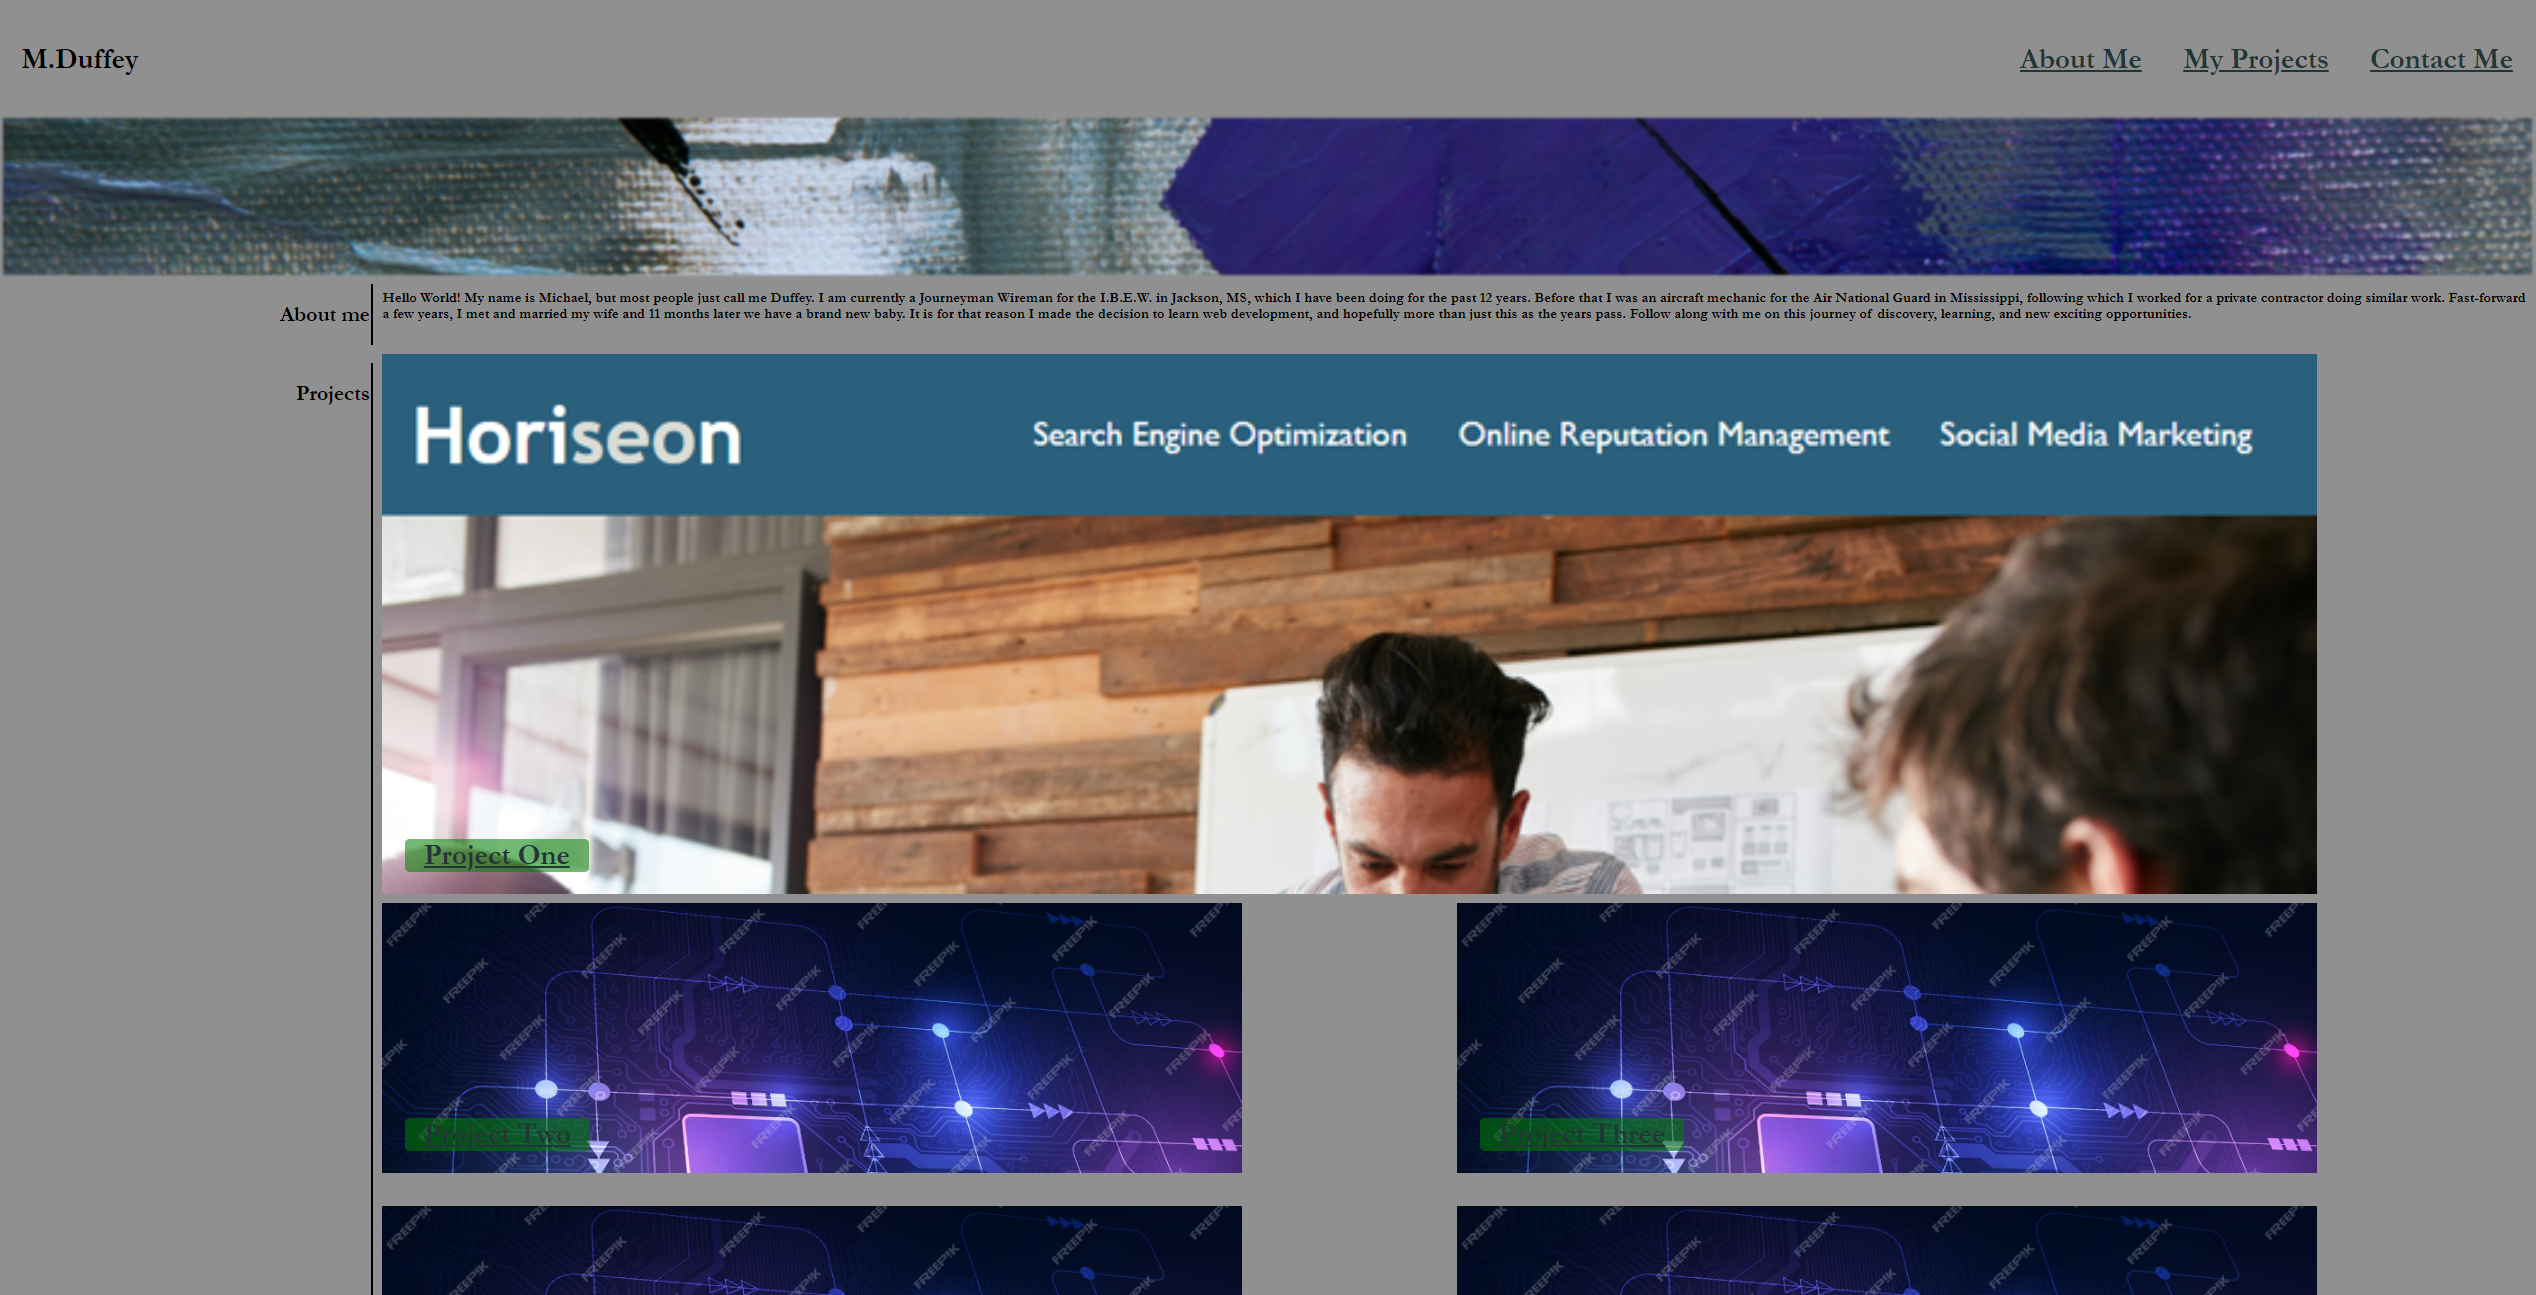 M.Duffey
About Me
My Projects
Contact Me
About me
Hello World! My name is Michael, but most people just call me Duffey. I am currently a Journeyman Wireman for the I.B.E.W. in Jackson, MS, which I have been doing for the past 12 years. Before that I was an aircraft mechanic for the Air National Guard in Mississippi, following which I worked for a private contractor doing similar work. Fast-forward
a few years, I met and married my wife and 11 months later we have a brand new baby. It is for that reason I made the decision to learn web development, and hopefully more than just this as the years pass. Follow along with me on this journey of discovery, learning, and new exciting opportunities.
Projects
Horiseon
Search Engine Optimization
Online Reputation Management
Social Media Marketing
Project One
FREEPIK
Project Two
FREEPIK
Project Three
FREEPIK
FREEPIK